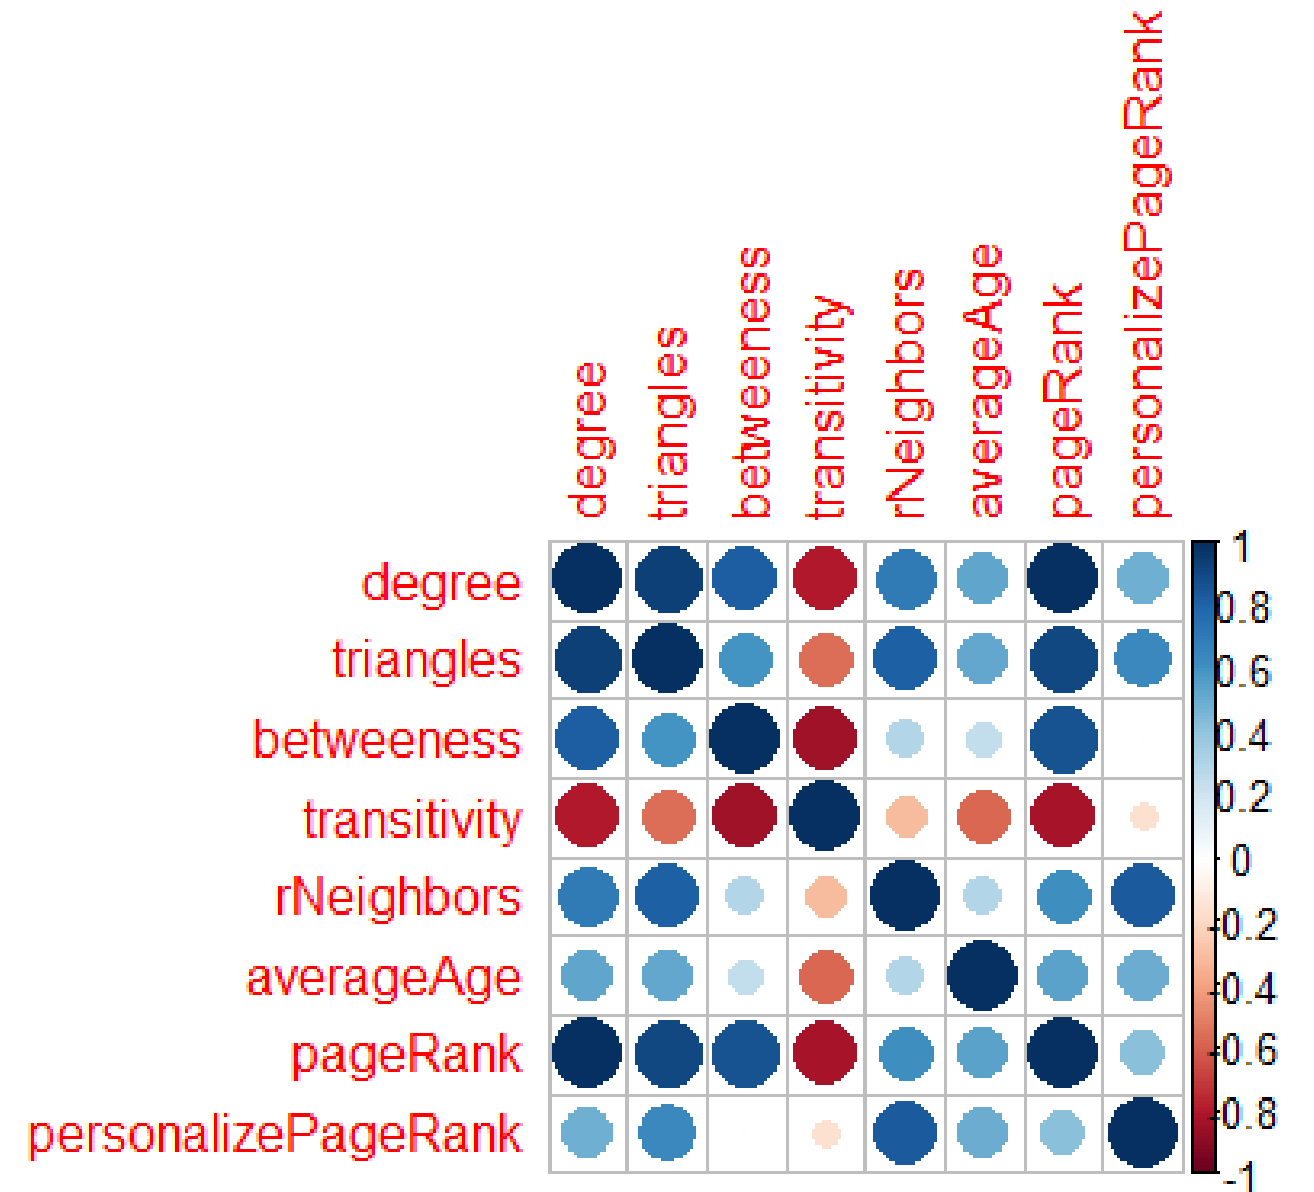 degree
triangles
betweeness
transitivity
rNeighbors
averageAge
pageRank
personalizePageRank
degree
triangles
betweeness
transitivity
rNeighbors
averageAge
pageRank
personalizePageRank
1
0.8
0.6
0.4
0.2
0
-0.2
-0.4
-0.6
-0.8
-1